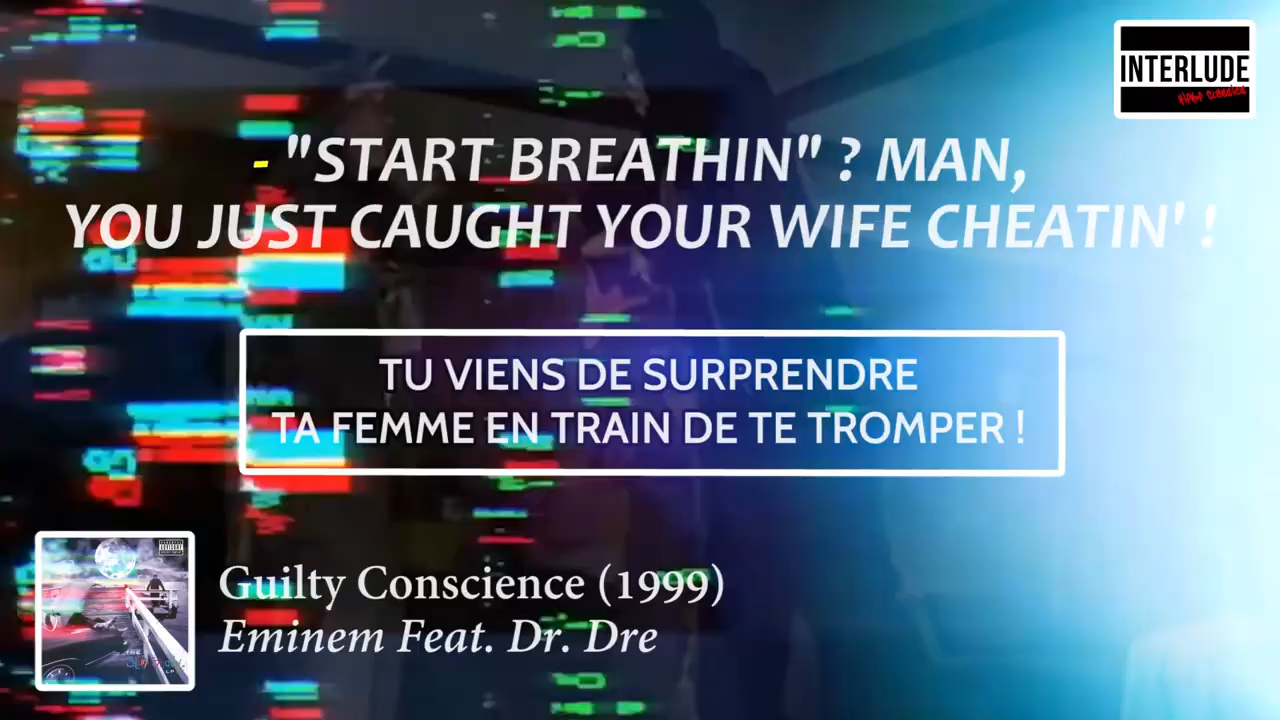 INTERLUDE
- "START BREATHIN" ? MAN,
YOU JUST CAUGHT YOUR WIFE CHEATIN' !
TU VIENS DE SURPRENDRE
TA FEMME EN TRAIN DE TE TROMPER !
Guilty Conscience (1999)
Eminem Feat. Dr. Dre